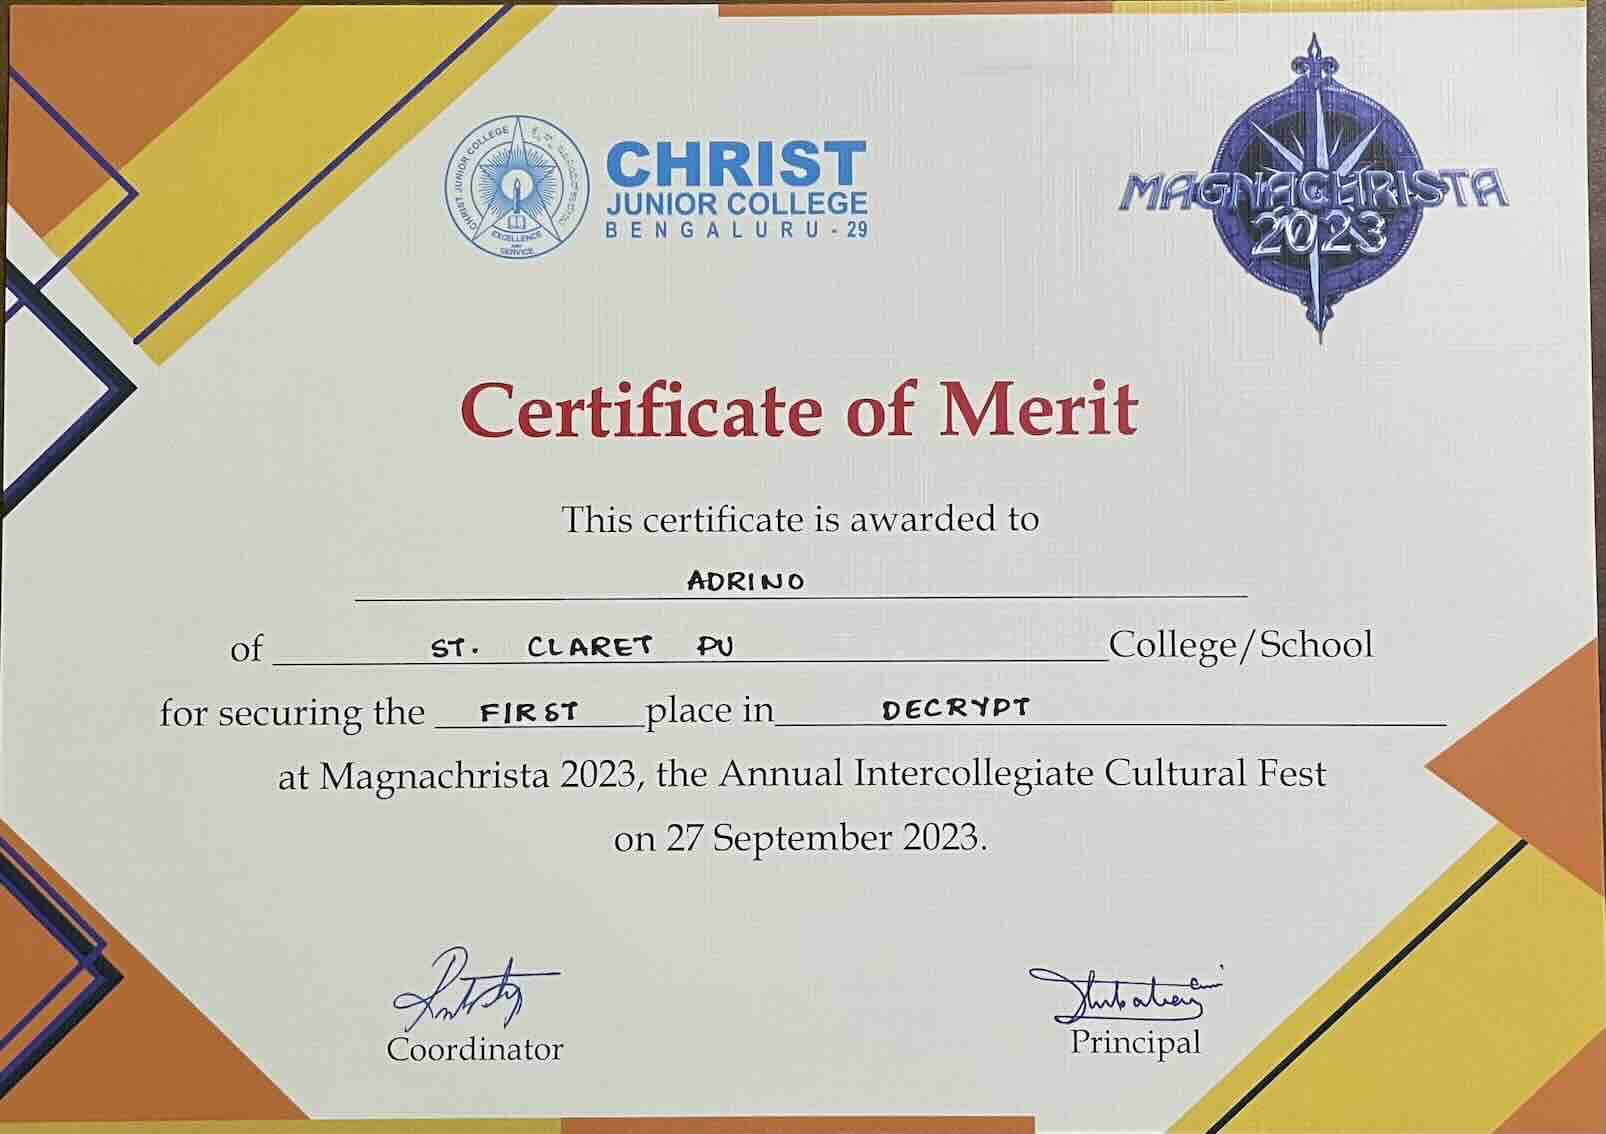 CHRIST JUNIOR COLLEGE
EXCELLENCE
AND
SERVICE
CHRIST
JUNIOR COLLEGE
BENGALURU - 29
MAGNACHRISTA
2023
Certificate of Merit
This certificate is awarded to
ADRINO
of ST. CLARET PU College/School
for securing the FIRST place in DECRYPT
at Magnachrista 2023, the Annual Intercollegiate Cultural Fest
on 27 September 2023.
Coordinator
Principal